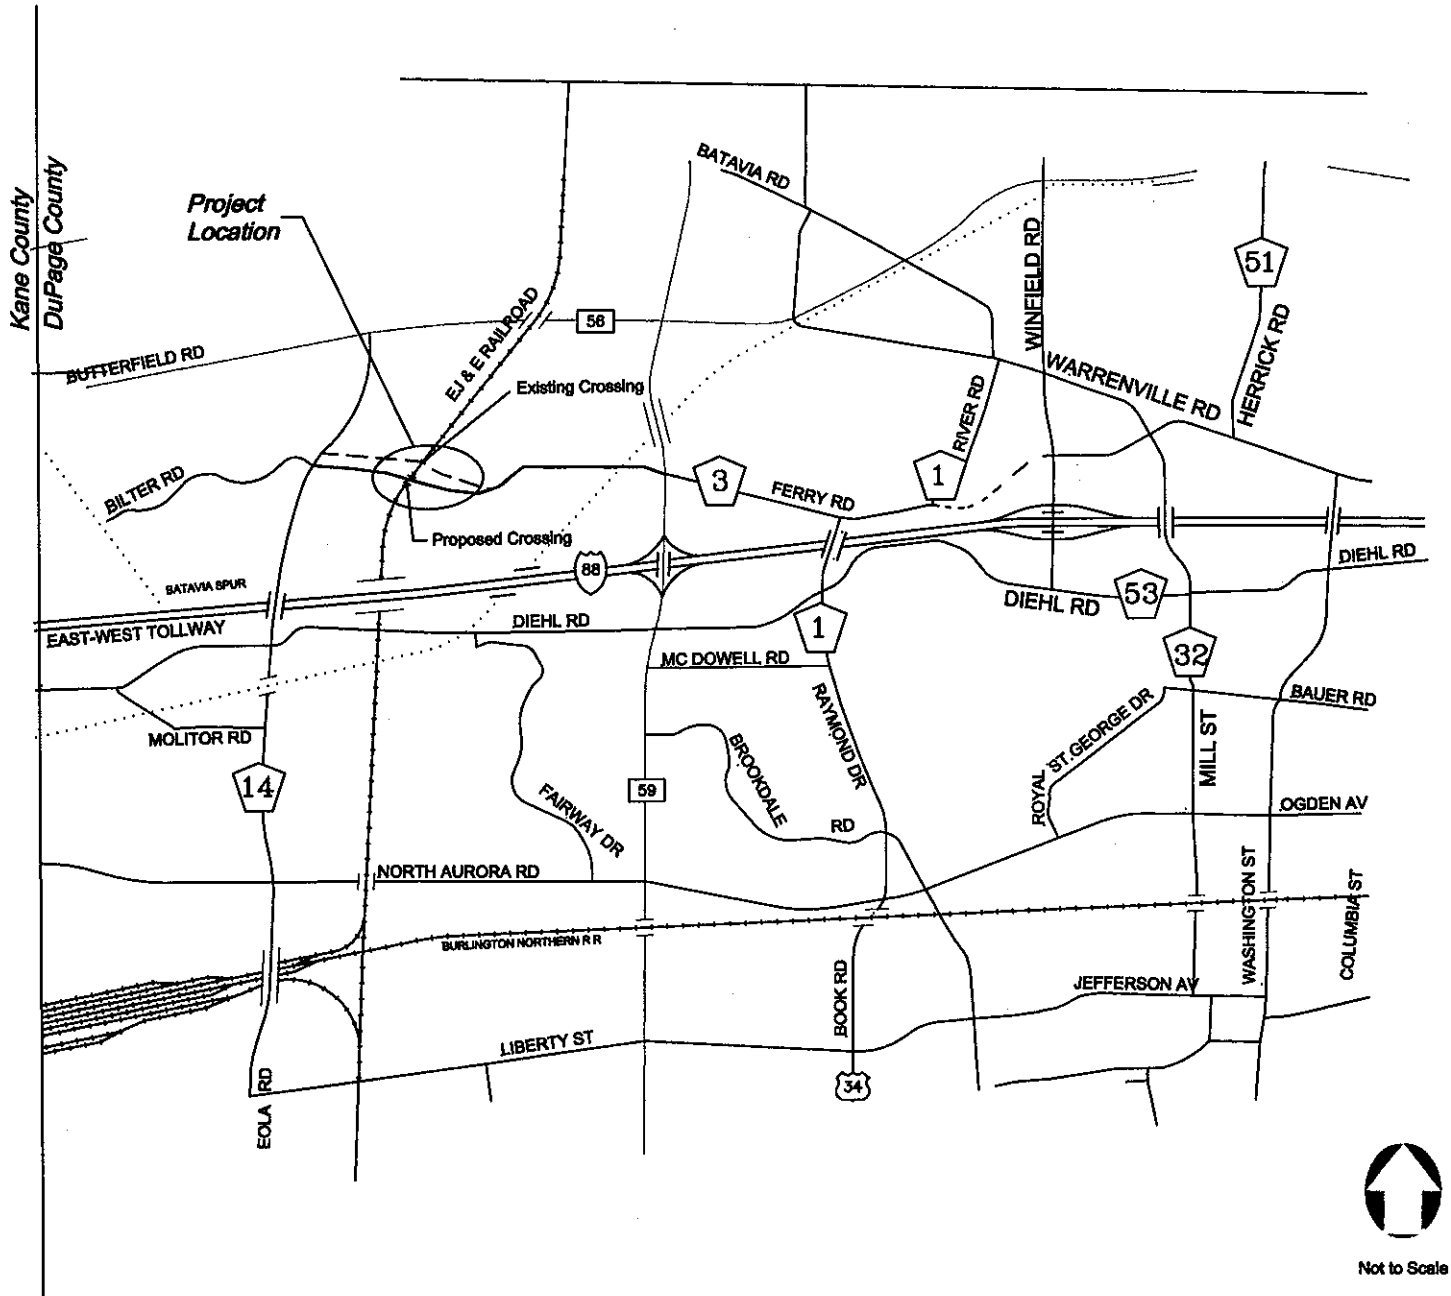 Kane County
DuPage County
Project
Location
BATAVIA RD
WINFIELD RD
51
HERRICK RD
56
EJ & E RAILROAD
BUTTERFIELD RD
Existing Crossing
WARRENVILLE RD
RIVER RD
BILTER RD
3
1
FERRY RD
Proposed Crossing
88
BATAVIA SPUR
DIEHL RD
EAST-WEST TOLLWAY
DIEHL RD
DIEHL RD
53
1
32
MC DOWELL RD
MOLITOR RD
RAYMOND DR
ROYAL ST.GEORGE DR
BAUER RD
MILL ST
14
59
BROOKDALE
RD
FAIRWAY DR
OGDEN AV
NORTH AURORA RD
WASHINGTON ST
COLUMBIA ST
BURLINGTON NORTHERN R R
BOOK RD
JEFFERSON AV
LIBERTY ST
34
EOLA RD
Not to Scale